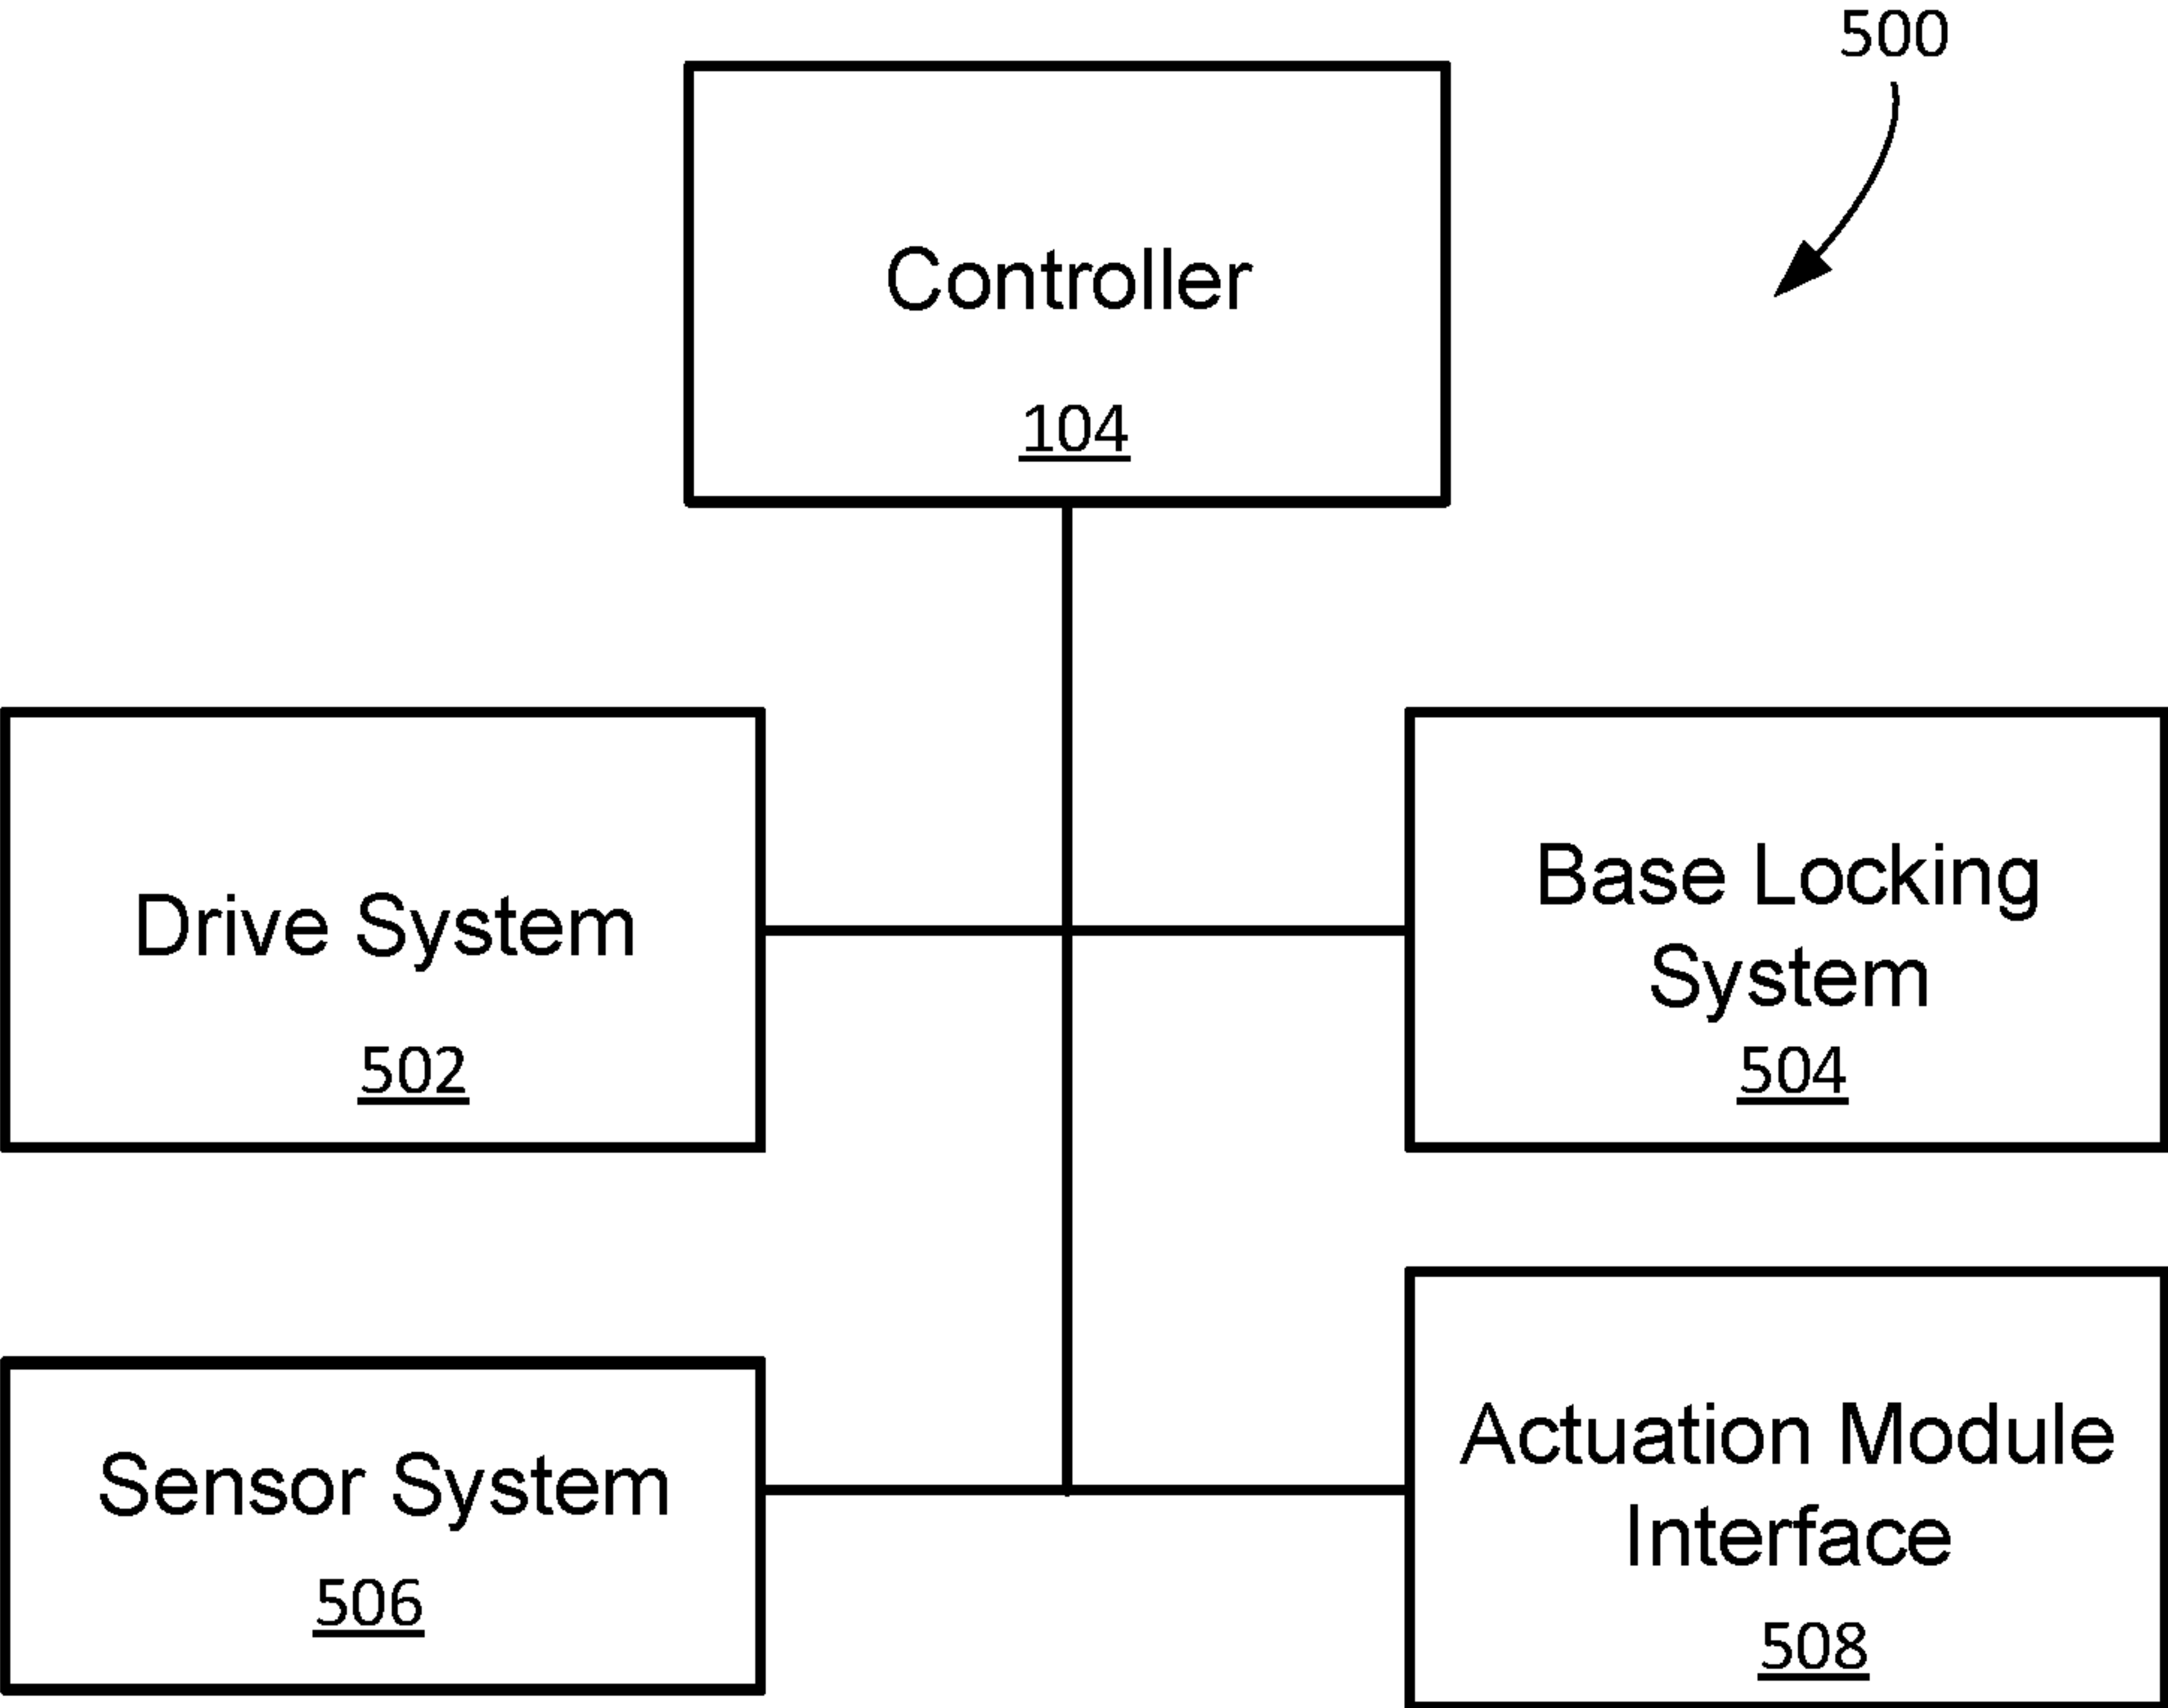 500
Controller
104
Drive System
502
Base Locking
System
504
Sensor System
506
Actuation Module
Interface
508